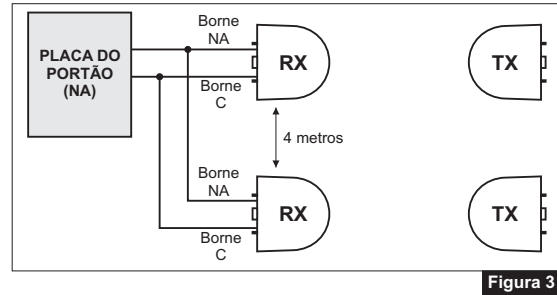 PLACA DO
PORTÃO
(NA)
Borne
NA
Borne
C
RX
TX
4 metros
Borne
NA
Borne
C
RX
TX
Figura 3